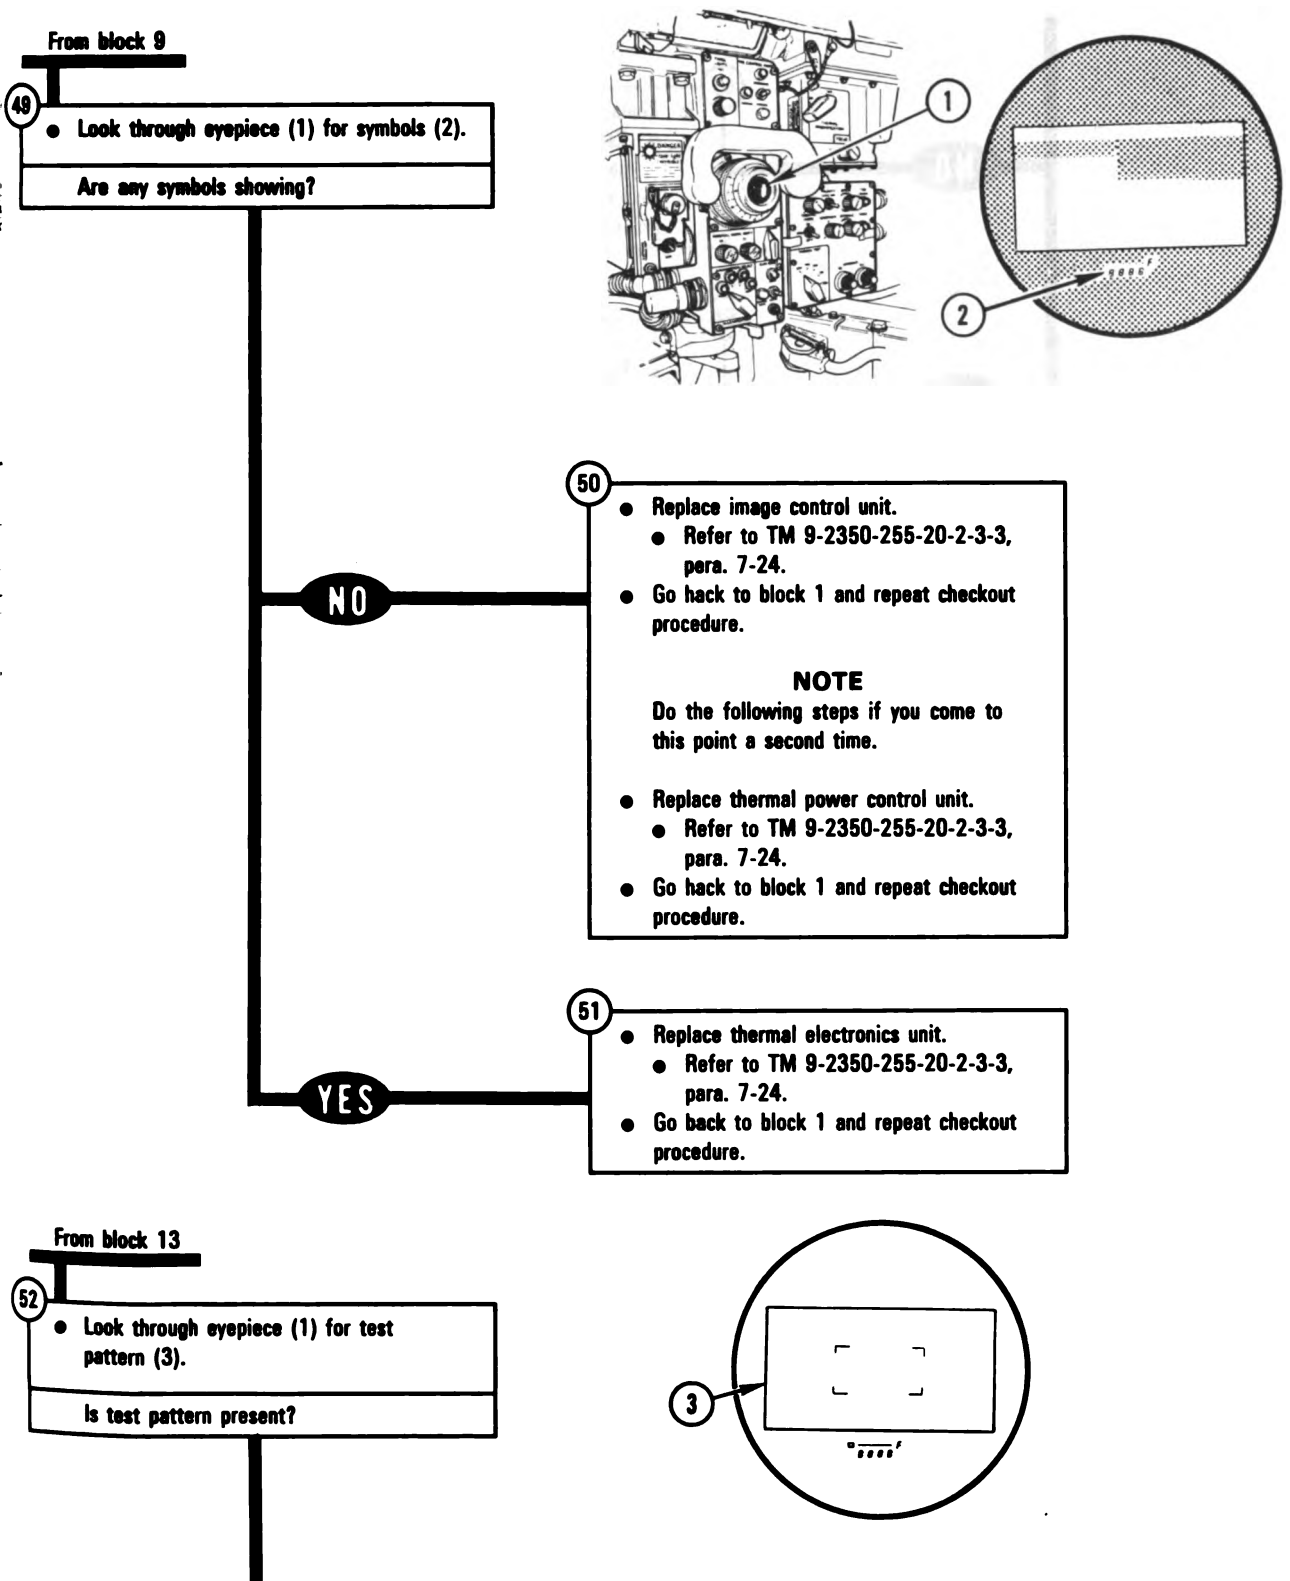 From block 9
49
● Look through eyepiece (1) for symbols (2).
Are any symbols showing?
1
2
F
50
● Replace image control unit.
● Refer to TM 9-2350-255-20-2-3-3,
pera. 7-24.
● Go hack to block 1 and repeat checkout
procedure.
NO
NOTE
Do the following steps if you come to
this point a second time.
● Replace thermal power control unit.
● Refer to TM 9-2350-255-20-2-3-3,
para. 7-24.
● Go hack to block 1 and repeat checkout
procedure.
51
● Replace thermal electronics unit.
● Refer to TM 9-2350-255-20-2-3-3,
para. 7-24.
● Go back to block 1 and repeat checkout
procedure.
YES
From block 13
52
● Look through eyepiece (1) for test
pattern (3).
Is test pattern present?
3
F